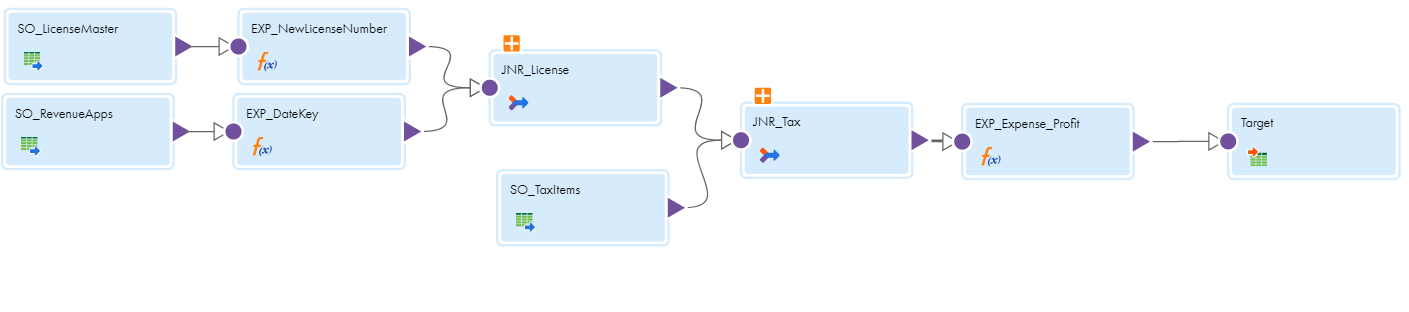 SO_LicenseMaster
EXP_NewLicenseNumber
JNR_License
SO_RevenueApps
EXP_DateKey
JNR_Tax
EXP_Expense_Profit
Target
SO_TaxItems
f(x)
f(x)
f(x)